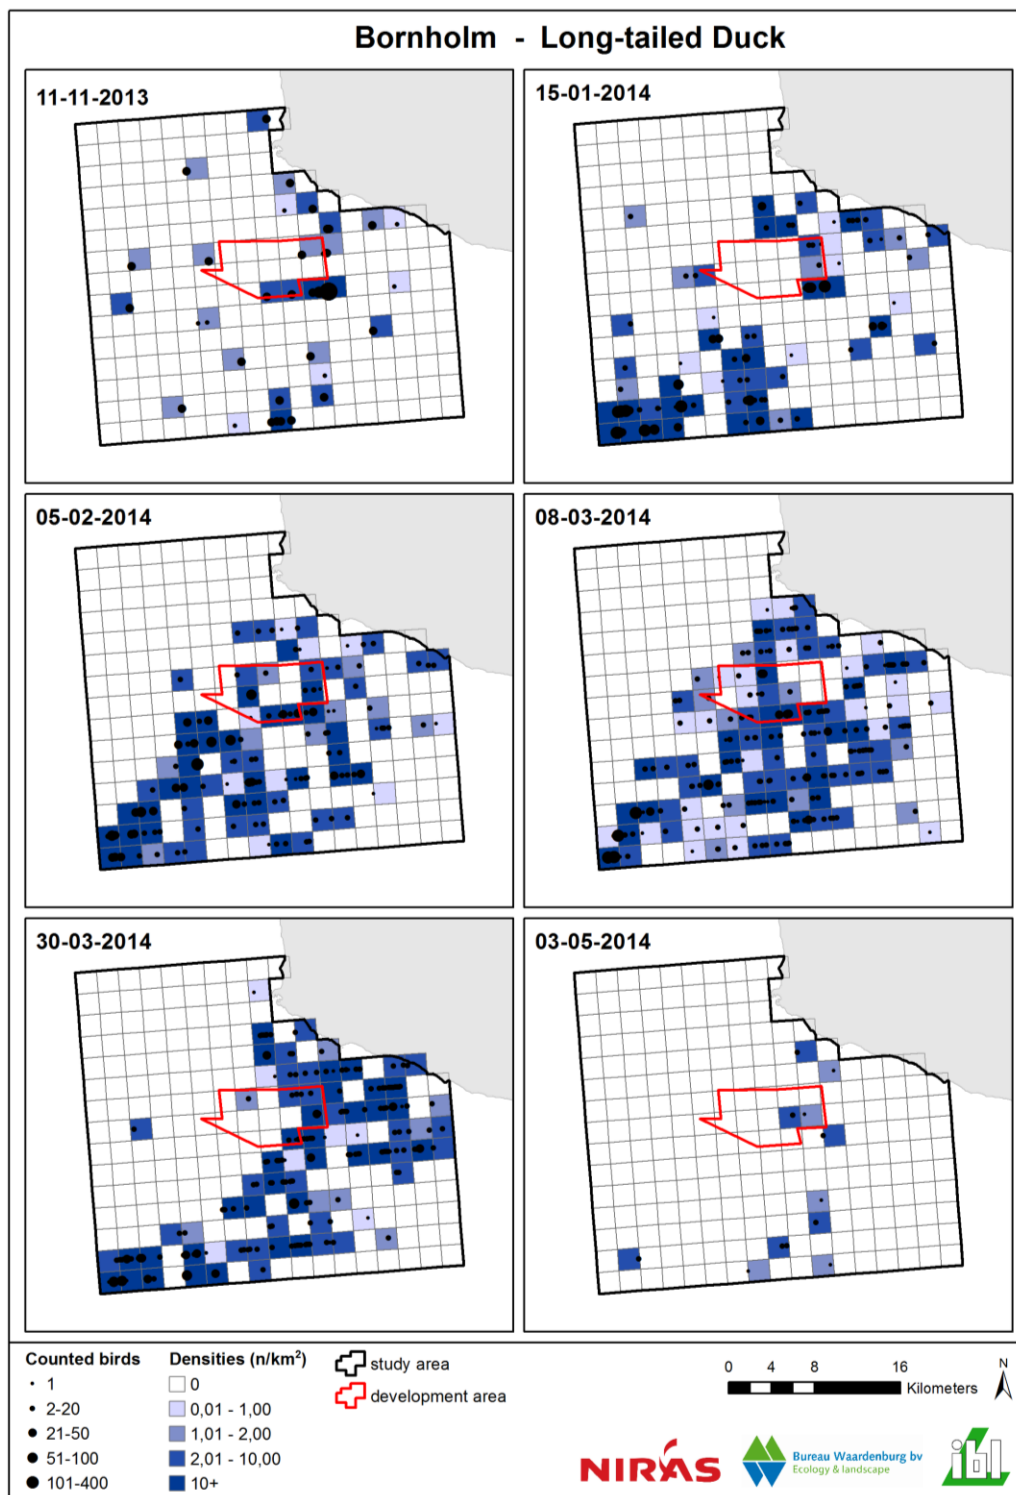 Bornholm - Long-tailed Duck
11-11-2013
15-01-2014
05-02-2014
08-03-2014
30-03-2014
03-05-2014
Counted birds
1
2-20
21-50
51-100
101-400
Densities (n/km²)
0
0,01 - 1,00
1,01 - 2,00
2,01 - 10,00
10+
study area
development area
0 4 8 16
Kilometers
N
NIRAS
Bureau Waardenburg bv
Ecology & landscape
ibl